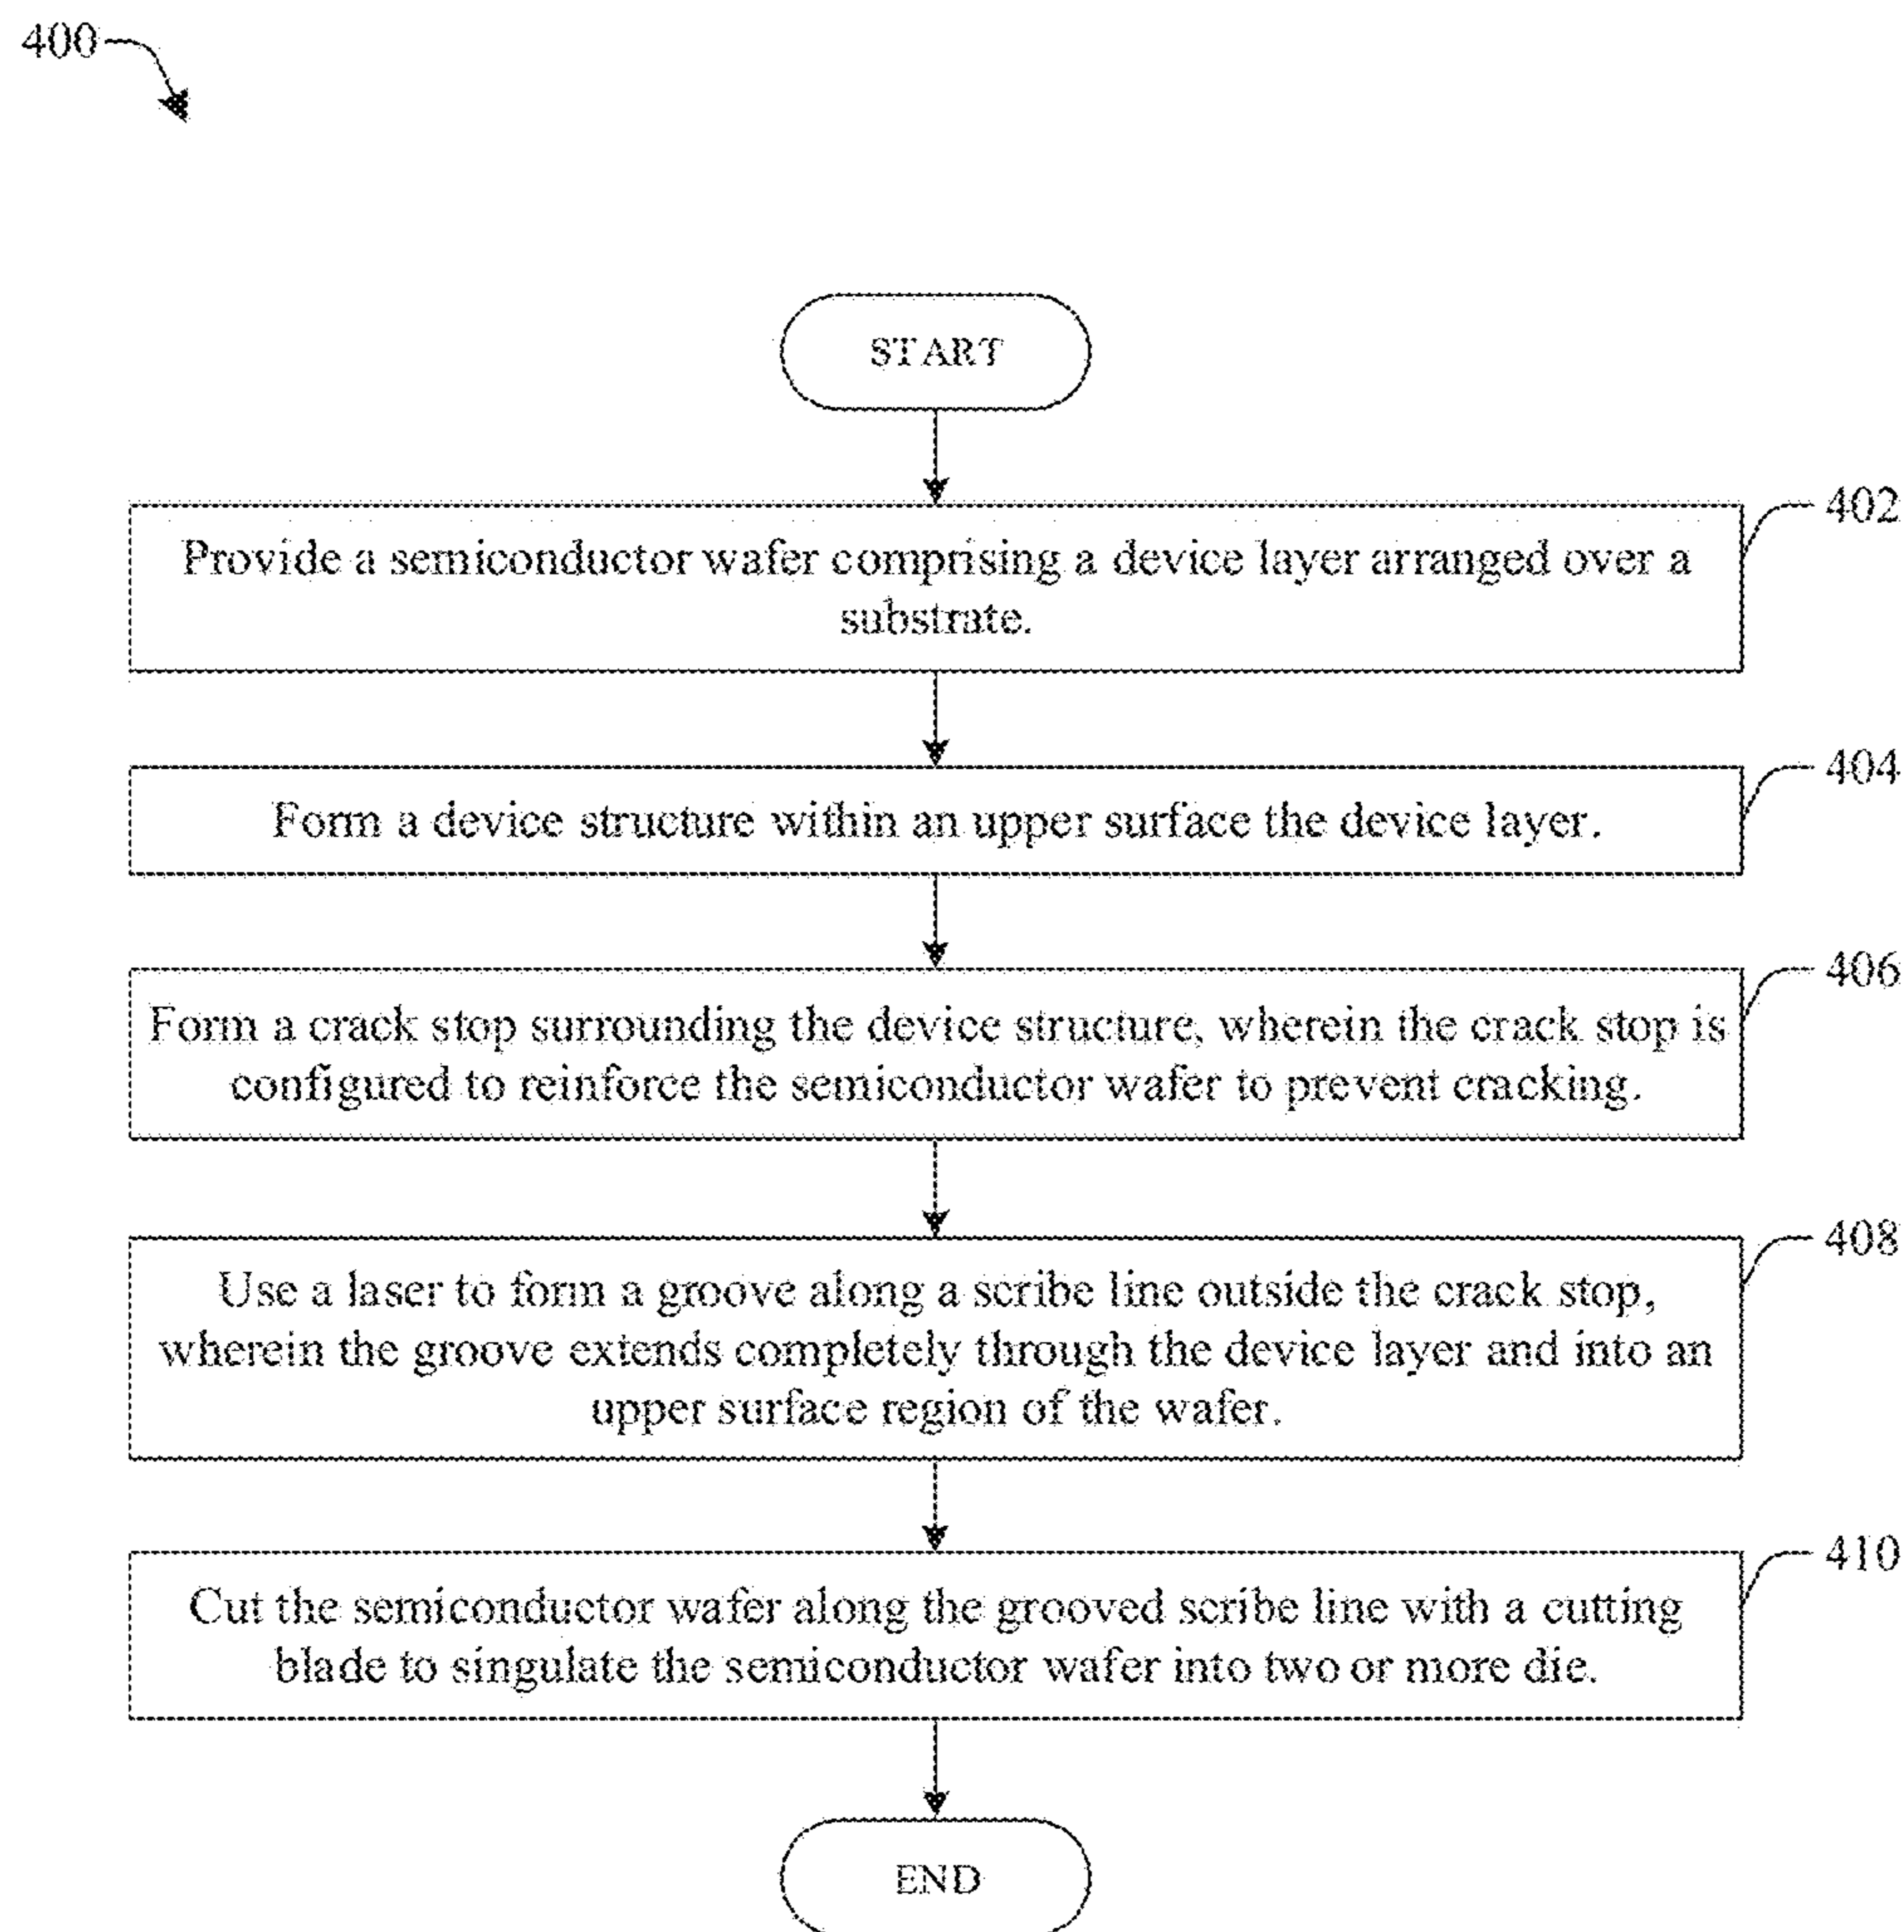 400
START
402
Provide a semiconductor wafer comprising a device layer arranged over a
substrate.
404
Form a device structure within an upper surface the device layer.
406
Form a crack stop surrounding the device structure, wherein the crack stop is
configured to reinforce the semiconductor wafer to prevent cracking.
408
Use a laser to form a groove along a scribe line outside the crack stop,
wherein the groove extends completely through the device layer and into an
upper surface region of the wafer.
410
Cut the semiconductor wafer along the grooved scribe line with a cutting
blade to singulate the semiconductor wafer into two or more die.
END